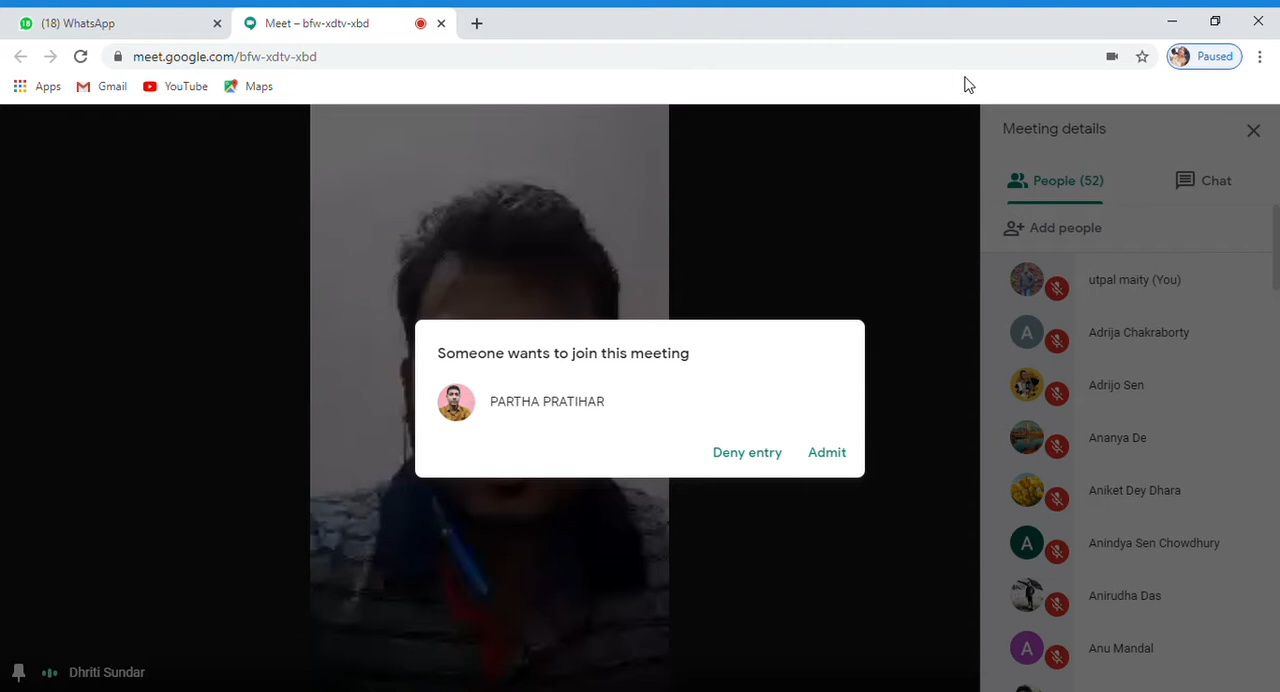 18
(18) WhatsApp
Meet – bfw-xdtv-xbd
meet.google.com/bfw-xdtv-xbd
Paused
Apps
Gmail
YouTube
Maps
Meeting details
People (52)
Chat
Add people
utpal maity (You)
A
Adrija Chakraborty
Adrijo Sen
Ananya De
Aniket Dey Dhara
A
Anindya Sen Chowdhury
Anirudha Das
A
Anu Mandal
Someone wants to join this meeting
PARTHA PRATIHAR
Deny entry
Admit
Dhriti Sundar